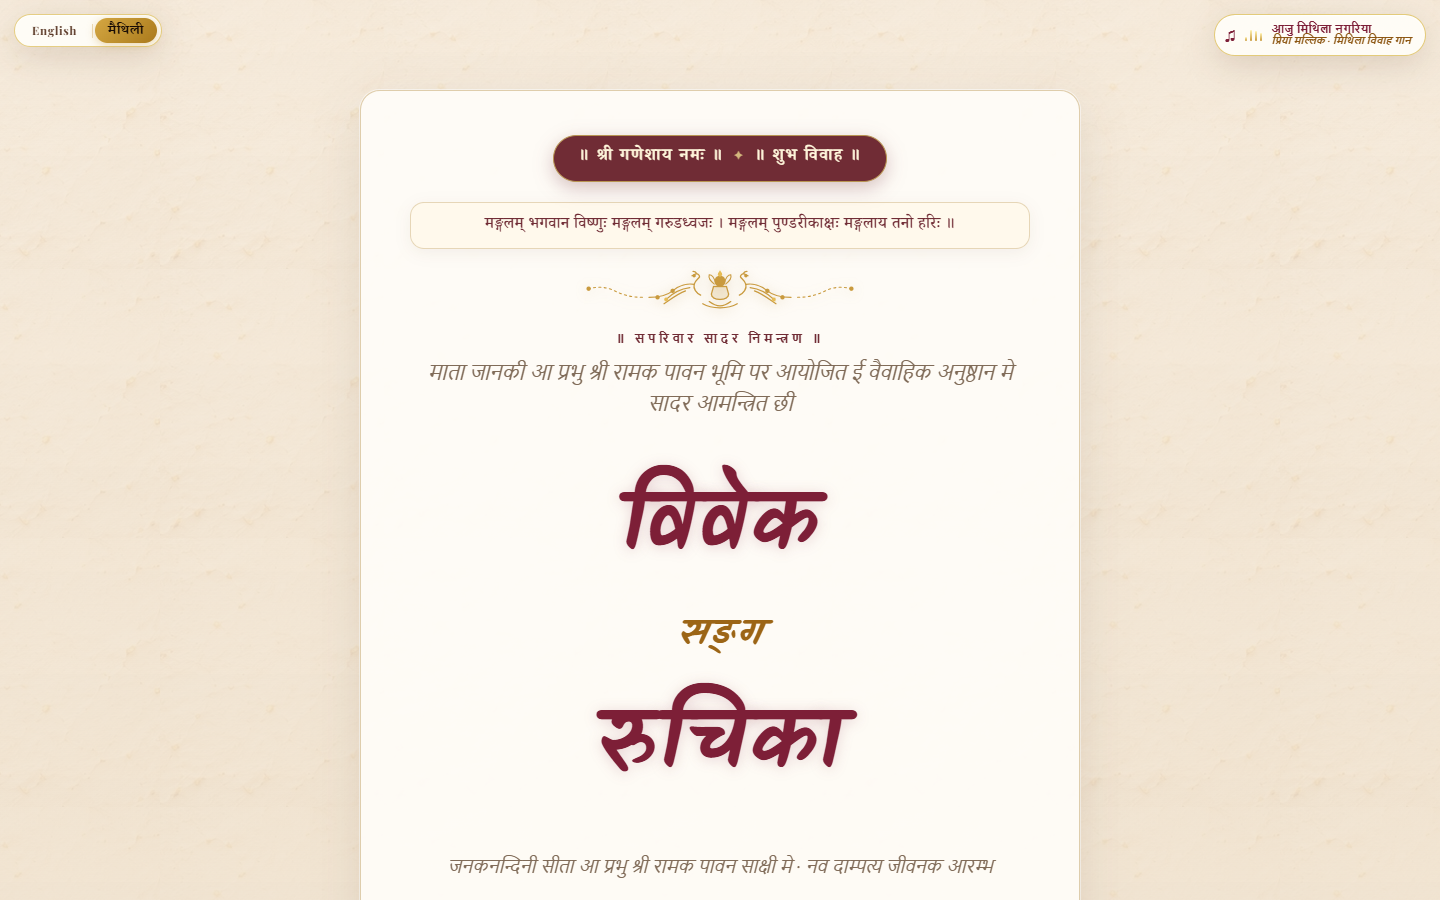 English
मैथिली
आजु मिथिला नगरिया
प्रिया मल्लिक · मिथिला विवाह गान
॥ श्री गणेशाय नमः ॥ ✦ ॥ शुभ विवाह ॥
मङ्गलम् भगवान विष्णुः मङ्गलम् गरुडध्वजः । मङ्गलम् पुण्डरीकाक्षः मङ्गलाय तनो हरिः ॥
॥ सपरिवार सादर निमन्त्रण ॥
माता जानकी आ प्रभु श्री रामक पावन भूमि पर आयोजित ई वैवाहिक अनुष्ठान मे
सादर आमन्त्रित छी
विवेक
सङ्ग
रुचिका
जनकनन्दिनी सीता आ प्रभु श्री रामक पावन साक्षी मे · नव दाम्पत्य जीवनक आरम्भ